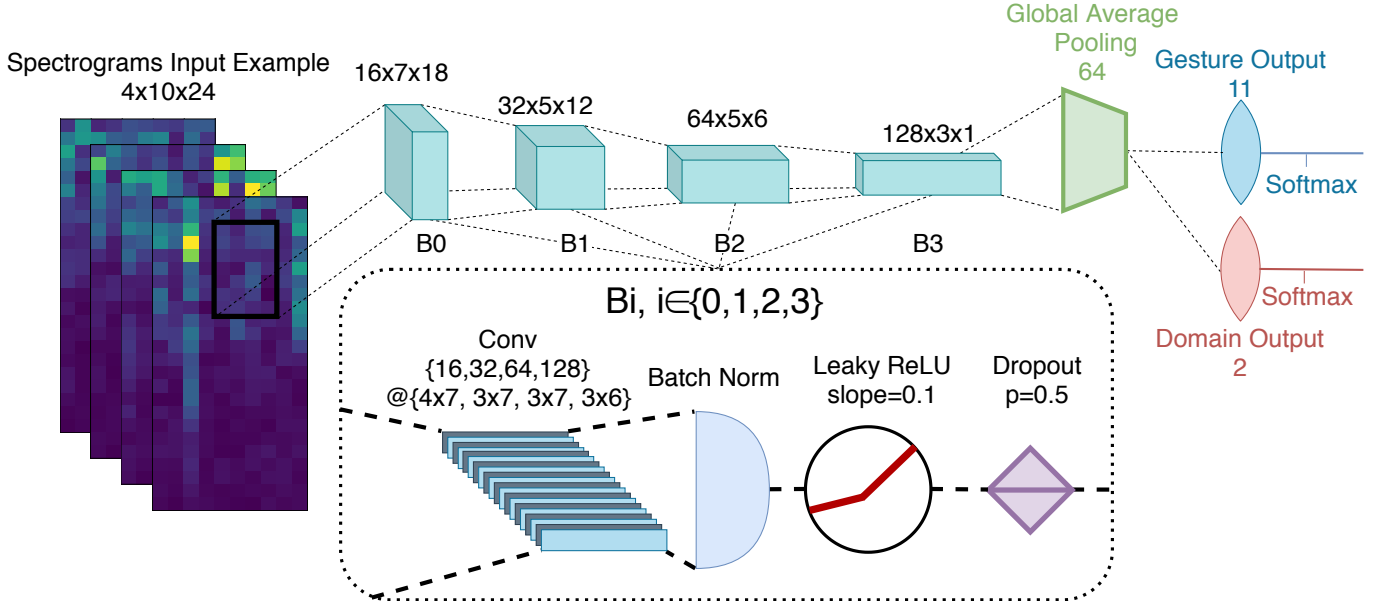 Spectrograms Input Example
4x10x24
16x7x18
32x5x12
64x5x6
128x3x1
Global Average
Pooling
64
Gesture Output
11
Softmax
Softmax
Domain Output
2
B0
B1
B2
B3
Bi, i∈{0,1,2,3}
Conv
{16,32,64,128}
@{4x7, 3x7, 3x7, 3x6}
Batch Norm
Leaky ReLU
slope=0.1
Dropout
p=0.5